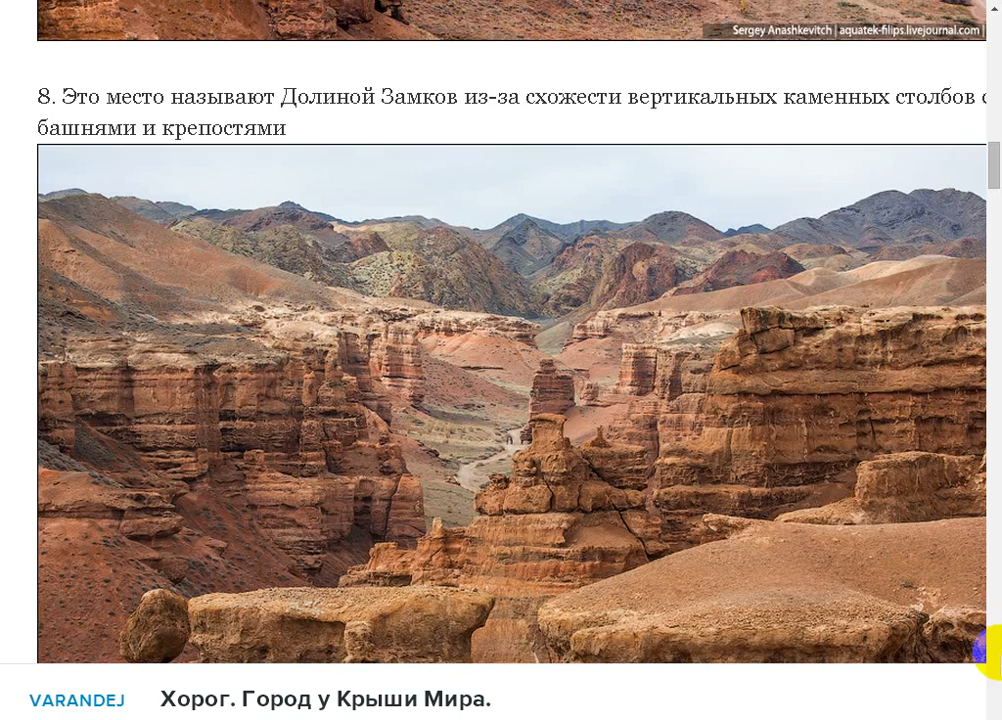 Sergey Anashkevitch | aquatek-filips.livejournal.com |
8. Это место называют Долиной Замков из-за схожести вертикальных каменных столбов с
башнями и крепостями
VARANDEJ Хорог. Город у Крыши Мира.